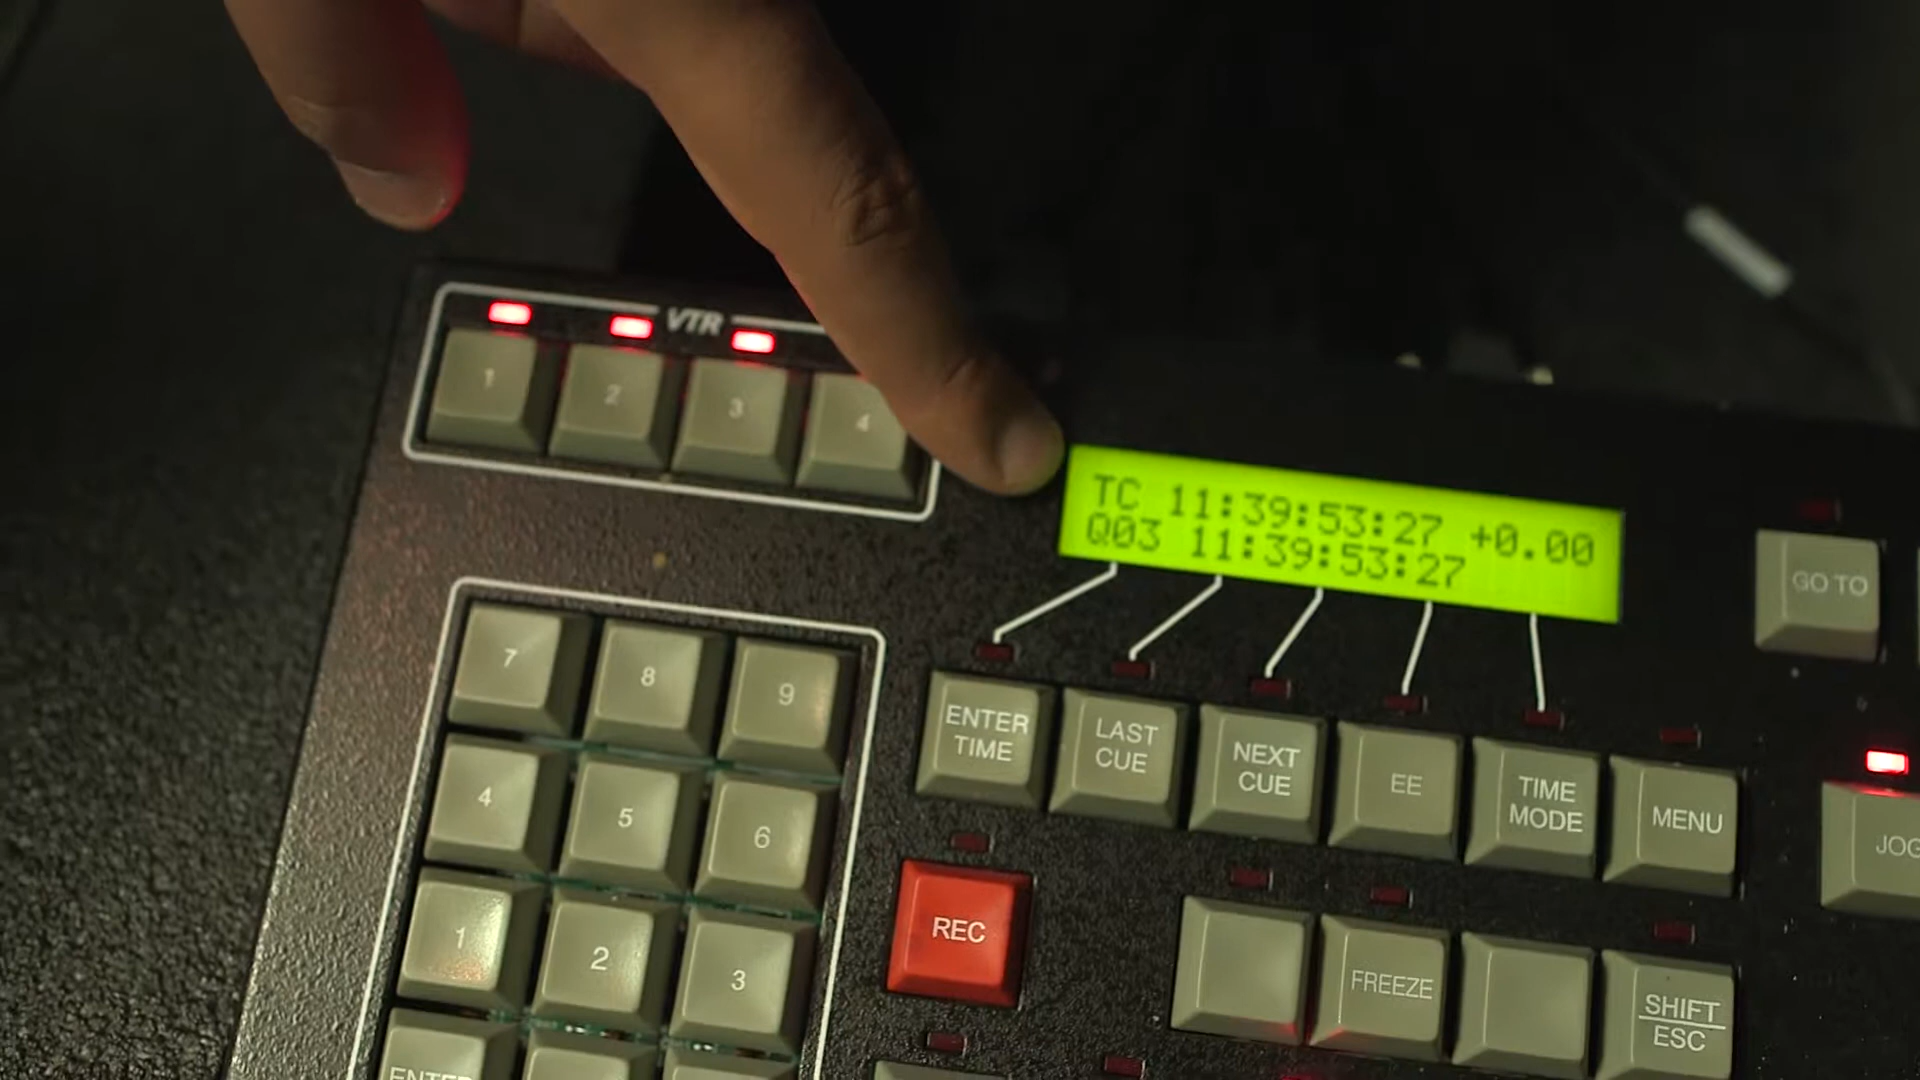 VTR
1
2
3
4
TC 11:39:53:27 +0.00
Q03 11:39:53:27
GO TO
7
8
9
ENTER
TIME
LAST
CUE
NEXT
CUE
EE
TIME
MODE
MENU
JOG
4
5
6
REC
1
2
3
FREEZE
SHIFT
ESC
ENTER